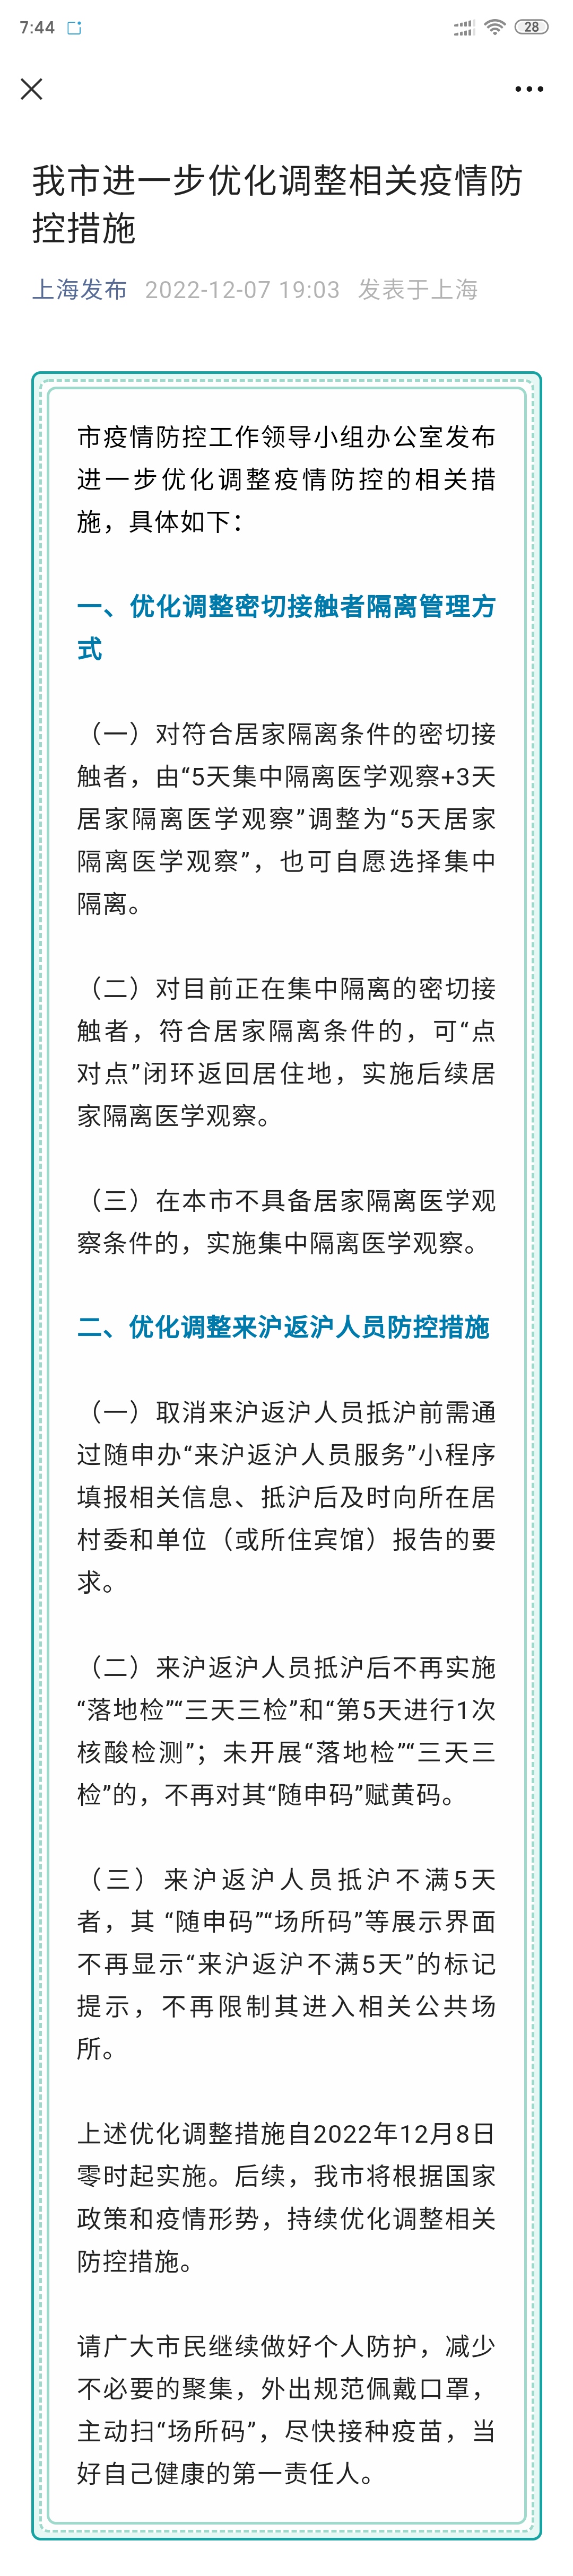 7:44
28
我市进一步优化调整相关疫情防
控措施
上海发布 2022-12-07 19:03 发表于上海
市疫情防控工作领导小组办公室发布
进一步优化调整疫情防控的相关措
施，具体如下：
一、优化调整密切接触者隔离管理方
式
（一）对符合居家隔离条件的密切接
触者，由“5天集中隔离医学观察+3天
居家隔离医学观察”调整为“5天居家
隔离医学观察”，也可自愿选择集中
隔离。
（二）对目前正在集中隔离的密切接
触者，符合居家隔离条件的，可“点
对点”闭环返回居住地，实施后续居
家隔离医学观察。
（三）在本市不具备居家隔离医学观
察条件的，实施集中隔离医学观察。
二、优化调整来沪返沪人员防控措施
（一）取消来沪返沪人员抵沪前需通
过随申办“来沪返沪人员服务”小程序
填报相关信息、抵沪后及时向所在居
村委和单位（或所住宾馆）报告的要
求。
（二）来沪返沪人员抵沪后不再实施
“落地检”“三天三检”和“第5天进行1次
核酸检测”；未开展“落地检”“三天三
检”的，不再对其“随申码”赋黄码。
（三）来沪返沪人员抵沪不满5天
者，其 “随申码”“场所码”等展示界面
不再显示“来沪返沪不满5天”的标记
提示，不再限制其进入相关公共场
所。
上述优化调整措施自2022年12月8日
零时起实施。后续，我市将根据国家
政策和疫情形势，持续优化调整相关
防控措施。
请广大市民继续做好个人防护，减少
不必要的聚集，外出规范佩戴口罩，
主动扫“场所码”，尽快接种疫苗，当
好自己健康的第一责任人。